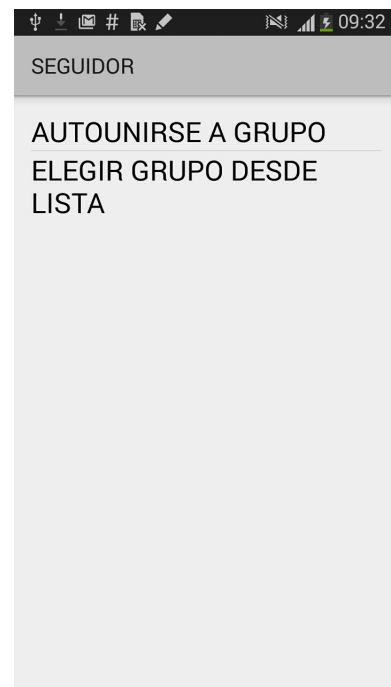 # 09:32
SEGUIDOR
AUTOUNIRSE A GRUPO
ELEGIR GRUPO DESDE
LISTA